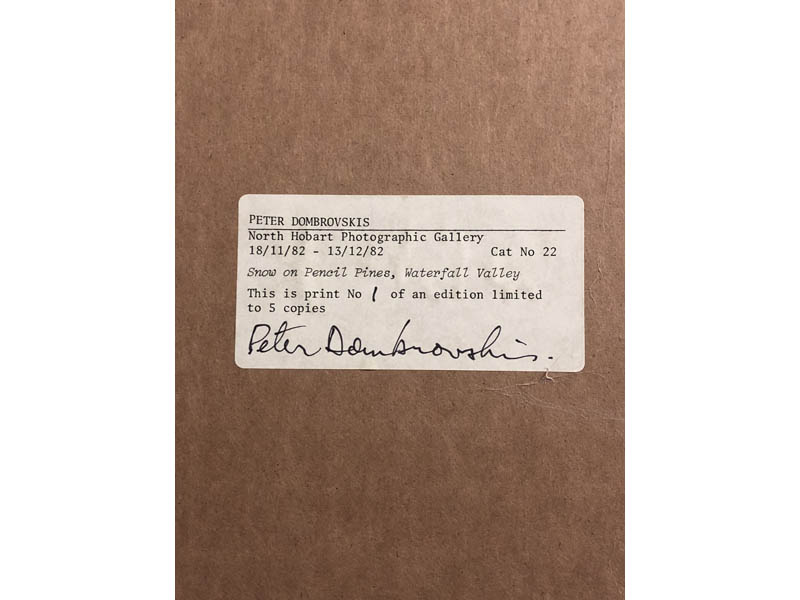 PETER DOMBROVSKIS
North Hobart Photographic Gallery
18/11/82 - 13/12/82 Cat No 22
Snow on Pencil Pines, Waterfall Valley
This is print No 1 of an edition limited
to 5 copies
Peter Dombrovskis.